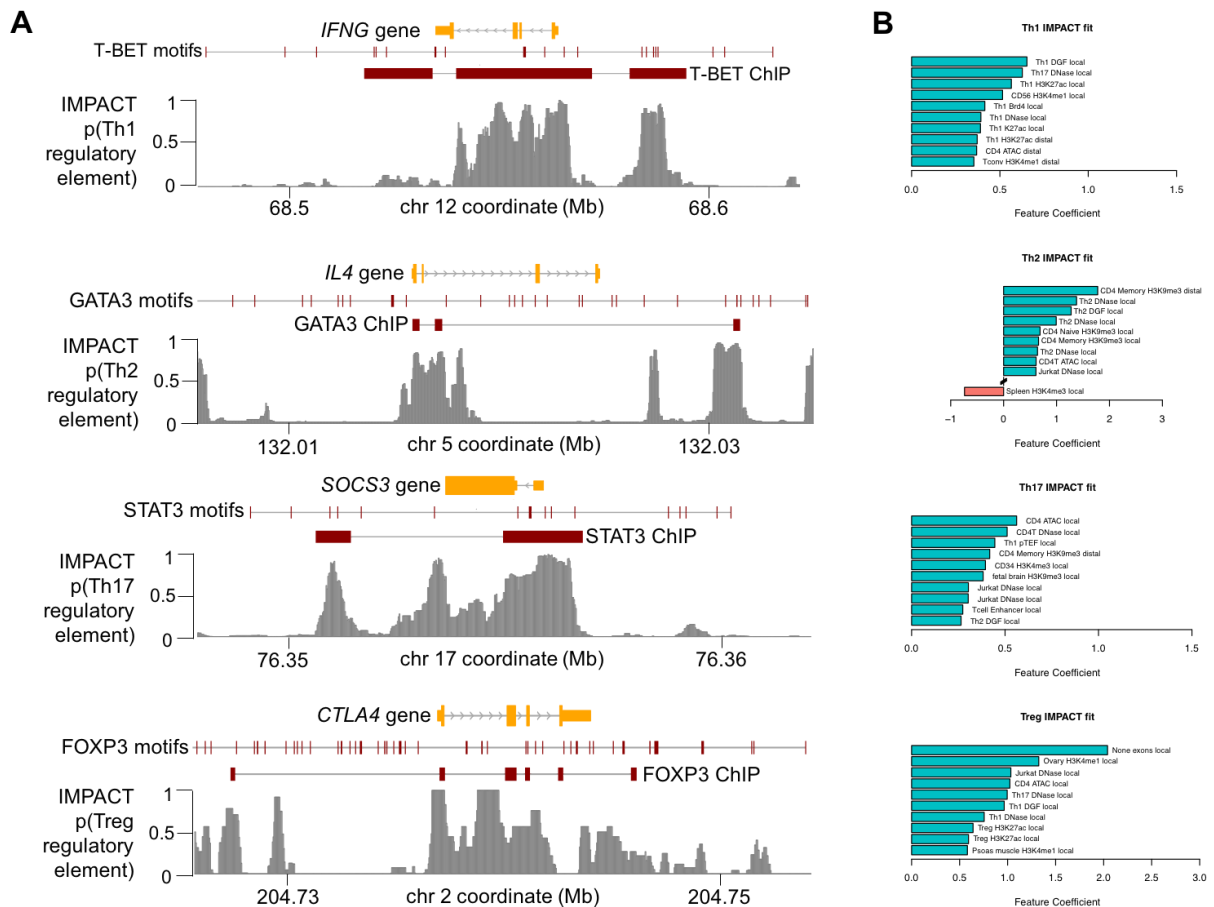 A
IFNG gene
T-BET motifs
T-BET ChIP
IMPACT
p(Th1
regulatory
element)
1
0.5
0
68.5
chr 12 coordinate (Mb)
68.6
IL4 gene
GATA3 motifs
GATA3 ChIP
IMPACT
p(Th2
regulatory
element)
1
0.5
0
132.01
chr 5 coordinate (Mb)
132.03
SOCS3 gene
STAT3 motifs
STAT3 ChIP
IMPACT
p(Th17
regulatory
element)
1
0.5
0
76.35
chr 17 coordinate (Mb)
76.36
CTLA4 gene
FOXP3 motifs
FOXP3 ChIP
IMPACT
p(Treg
regulatory
element)
1
0.5
0
204.73
chr 2 coordinate (Mb)
204.75
B
Th1 IMPACT fit
Th1 DGF local
Th17 DNase local
Th1 H3K27ac local
CD56 H3K4me1 local
Th1 Brd4 local
Th1 DNase local
Th1 K27ac local
Th1 H3K27ac distal
CD4 ATAC distal
Tconv H3K4me1 distal
0.0 0.5 1.0 1.5
Feature Coefficient
Th2 IMPACT fit
CD4 Memory H3K9me3 distal
Th2 DNase local
Th2 DGF local
Th2 DNase local
CD4 Naive H3K9me3 local
CD4 Memory H3K9me3 local
Th2 DNase local
CD4T ATAC local
Jurkat DNase local
Spleen H3K4me3 local
−1 0 1 2 3
Feature Coefficient
Th17 IMPACT fit
CD4 ATAC local
CD4T DNase local
Th1 pTEF local
CD4 Memory H3K9me3 distal
CD34 H3K4me3 local
fetal brain H3K9me3 local
Jurkat DNase local
Jurkat DNase local
Tcell Enhancer local
Th2 DGF local
0.0 0.5 1.0 1.5
Feature Coefficient
Treg IMPACT fit
None exons local
Ovary H3K4me1 local
Jurkat DNase local
CD4 ATAC local
Th17 DNase local
Th1 DGF local
Th1 DNase local
Treg H3K27ac local
Treg H3K27ac local
Psoas muscle H3K4me1 local
0.0 0.5 1.0 1.5 2.0 2.5 3.0
Feature Coefficient